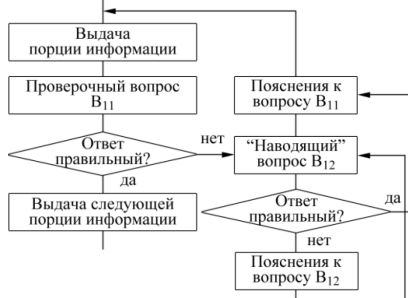 Выдача
порции информации
Проверочный вопрос
В11
Ответ
правильный?
нет
да
Выдача следующей
порции информации
Пояснения к
вопросу В11
“Наводящий”
вопрос В12
Ответ
правильный?
да
нет
Пояснения к
вопросу В12